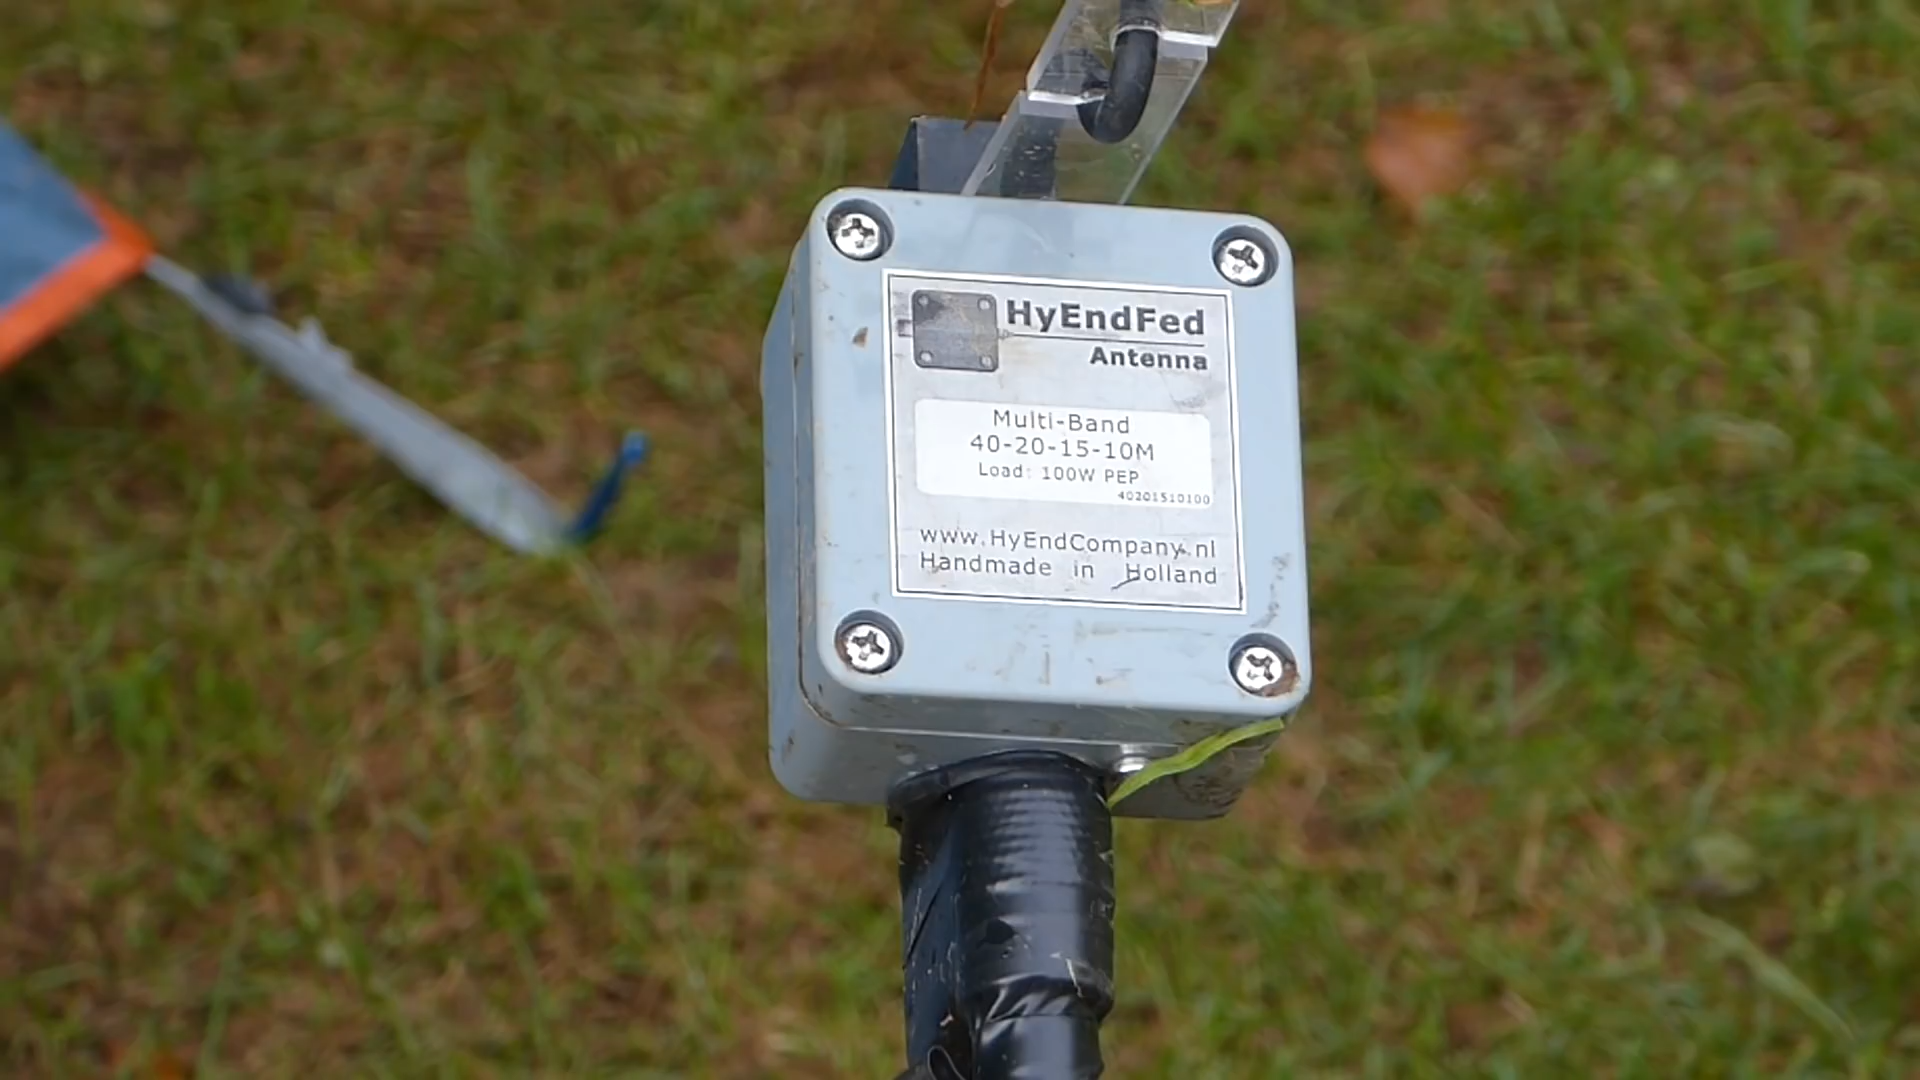 HyEndFed
Antenna
Multi-Band
40-20-15-10M
Load: 100W PEP
40201510100
www.HyEndCompany.nl
Handmade in Holland